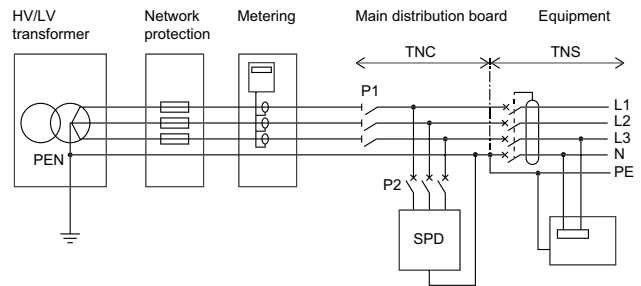 HV/LV
transformer
Network
protection
Metering
Main distribution board
Equipment
TNC
TNS
P1
L1
L2
L3
N
PE
PEN
P2
SPD